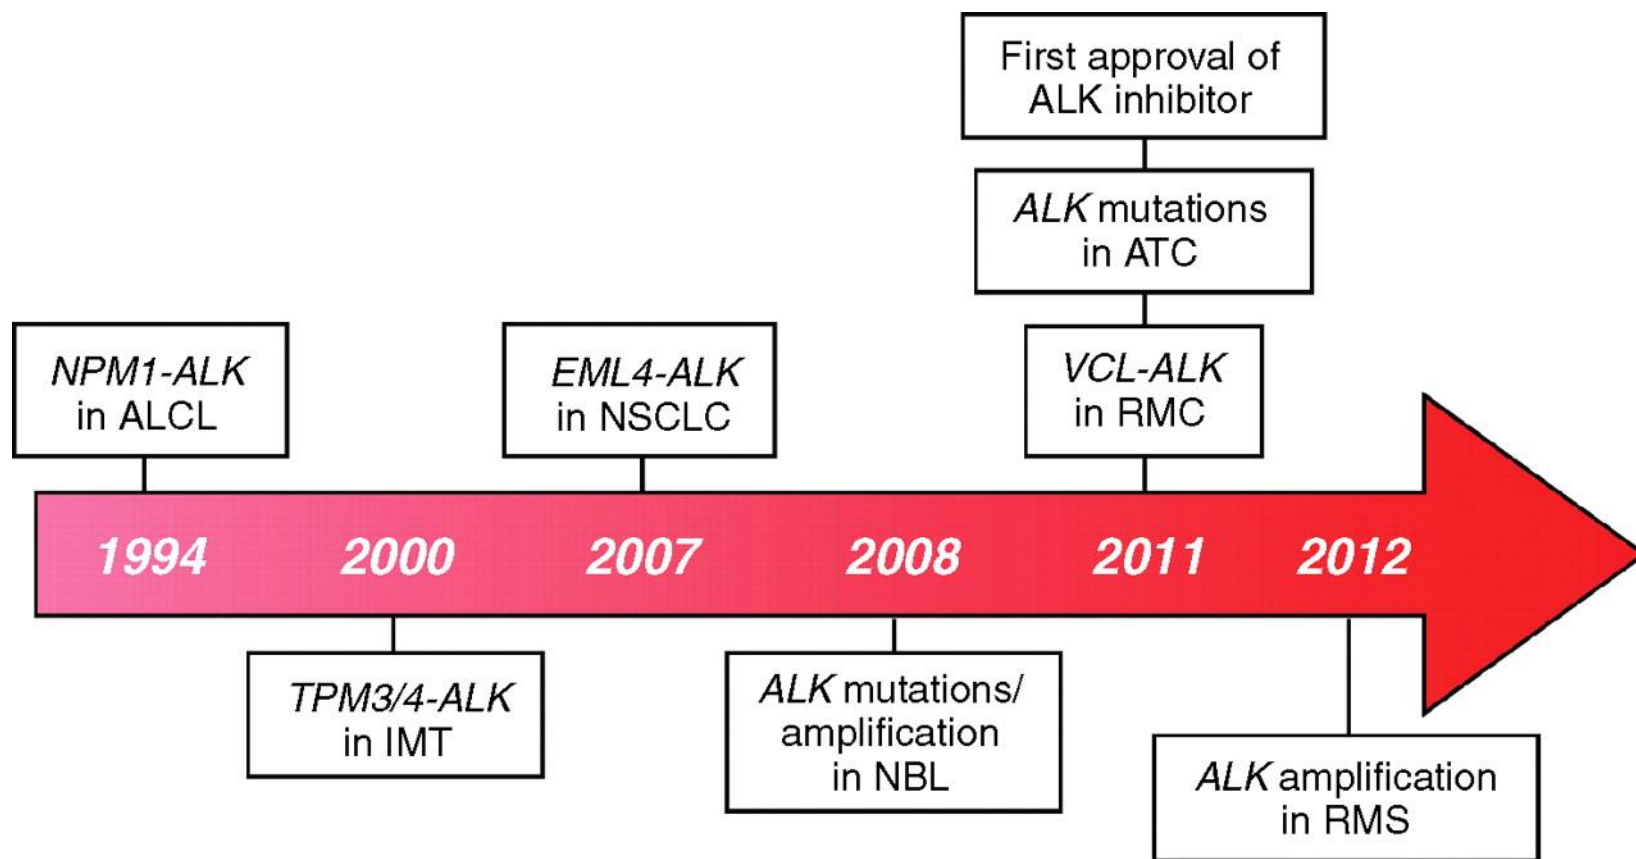 First approval of
ALK inhibitor
ALK mutations
in ATC
NPM1-ALK
in ALCL
EML4-ALK
in NSCLC
VCL-ALK
in RMC
1994 2000 2007 2008 2011 2012
TPM3/4-ALK
in IMT
ALK mutations/
amplification
in NBL
ALK amplification
in RMS